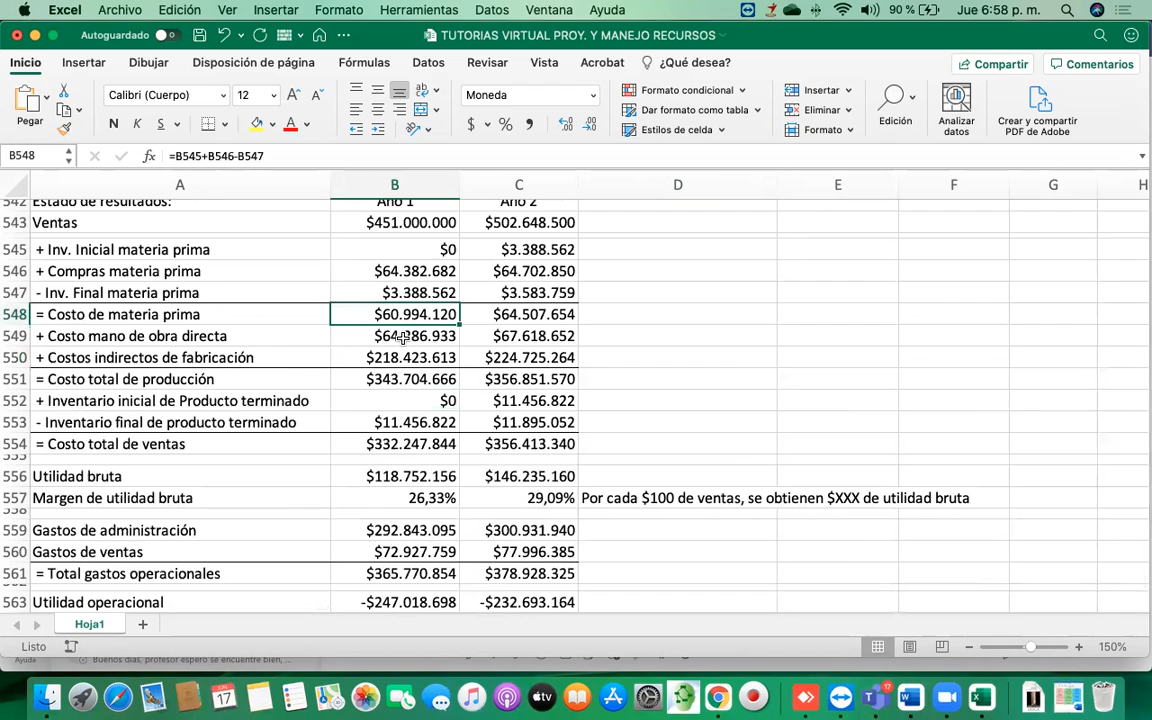 Excel Archivo Edición Ver Insertar Formato Herramientas Datos Ventana Ayuda 90 % Jue 6:58 p. m.
Autoguardado TUTORIAS VIRTUAL PROY. Y MANEJO RECURSOS
Inicio Insertar Dibujar Disposición de página Fórmulas Datos Revisar Vista Acrobat ¿Qué desea? Compartir Comentarios
Pegar Calibri (Cuerpo) 12 Moneda Formato condicional Dar formato como tabla Estilos de celda Insertar Eliminar Formato Edición Analizar datos Crear y compartir PDF de Adobe
B548 fx =B545+B546-B547
A B C D E F G H
542 Estado de resultados: Año 1 Año 2
543 Ventas $451.000.000 $502.648.500
545 + Inv. Inicial materia prima $0 $3.388.562
546 + Compras materia prima $64.382.682 $64.702.850
547 - Inv. Final materia prima $3.388.562 $3.583.759
548 = Costo de materia prima $60.994.120 $64.507.654
549 + Costo mano de obra directa $67.618.652
550 + Costos indirectos de fabricación $218.423.613 $224.725.264
551 = Costo total de producción $343.704.666 $356.851.570
552 + Inventario inicial de Producto terminado $0 $11.456.822
553 - Inventario final de producto terminado $11.456.822 $11.895.052
554 = Costo total de ventas $332.247.844 $356.413.340
555
556 Utilidad bruta $118.752.156 $146.235.160
557 Margen de utilidad bruta 26,33% 29,09% Por cada $100 de ventas, se obtienen $XXX de utilidad bruta
558
559 Gastos de administración $292.843.095 $300.931.940
560 Gastos de ventas $72.927.759 $77.996.385
561 = Total gastos operacionales $365.770.854 $378.928.325
563 Utilidad operacional -$247.018.698 -$232.693.164
Hoja1
Listo 150%
Ayuda Buenos días, profesor espero se encuentre bien, ...
17 17